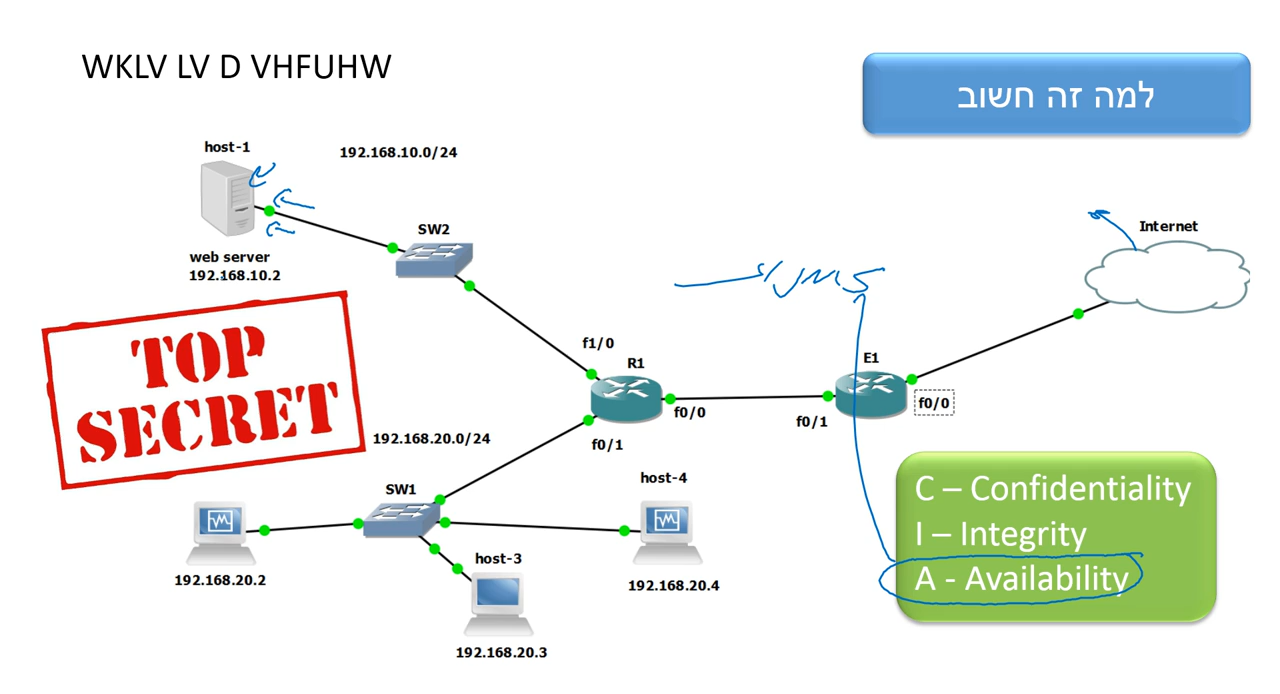 WKLV LV D VHFUHW
למה זה חשוב
host-1
192.168.10.0/24
web server
192.168.10.2
SW2
Internet
TOP
SECRET
f1/0
R1
f0/0
f0/1
E1
f0/1
f0/0
192.168.20.0/24
SW1
host-4
192.168.20.2
host-3
192.168.20.4
192.168.20.3
C – Confidentiality
I – Integrity
A - Availability